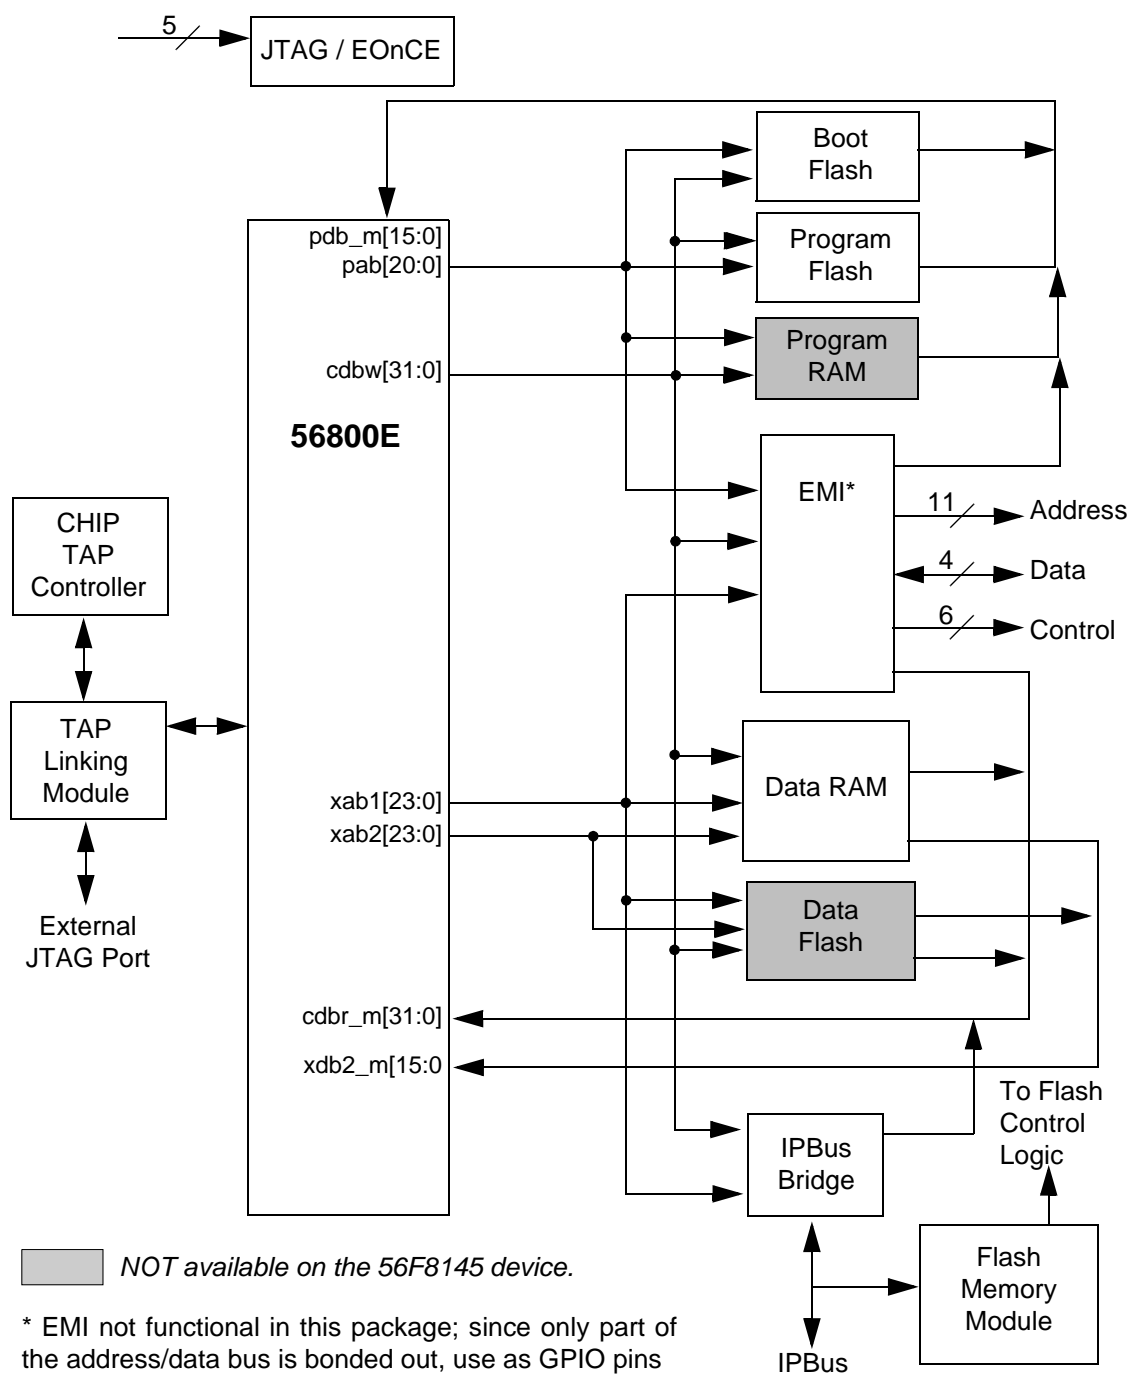 5
JTAG / EOnCE
Boot
Flash
pdb_m[15:0]
pab[20:0]
Program
Flash
cdbw[31:0]
Program
RAM
56800E
EMI*
11
Address
4
Data
6
Control
CHIP
TAP
Controller
TAP
Linking
Module
External
JTAG Port
xab1[23:0]
xab2[23:0]
Data RAM
Data
Flash
cdbr_m[31:0]
xdb2_m[15:0
To Flash
Control
Logic
IPBus
Bridge
Flash
Memory
Module
IPBus
NOT available on the 56F8145 device.
* EMI not functional in this package; since only part of
the address/data bus is bonded out, use as GPIO pins